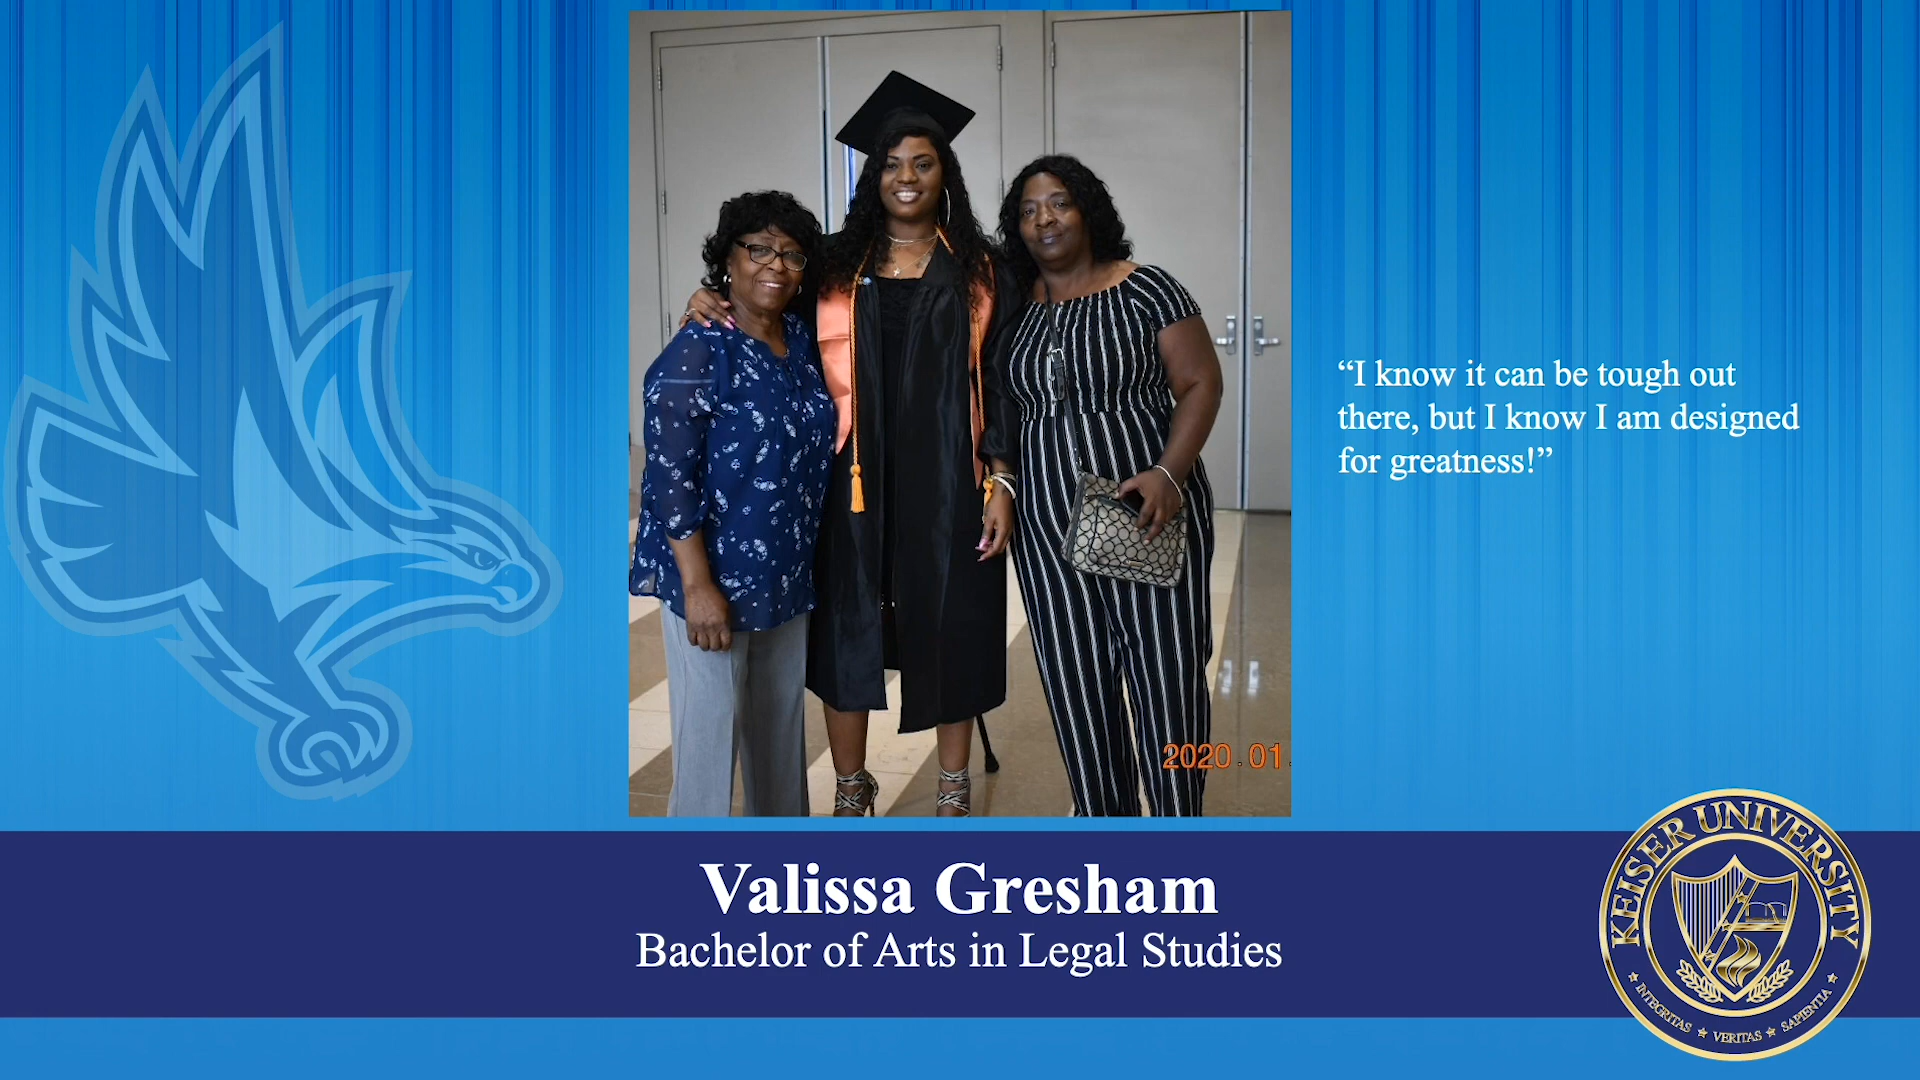 “I know it can be tough out
there, but I know I am designed
for greatness!”
2020.01.
Valissa Gresham
Bachelor of Arts in Legal Studies
KEISER UNIVERSITY
INTEGRITAS ★ VERITAS ★ SAPIENTIA